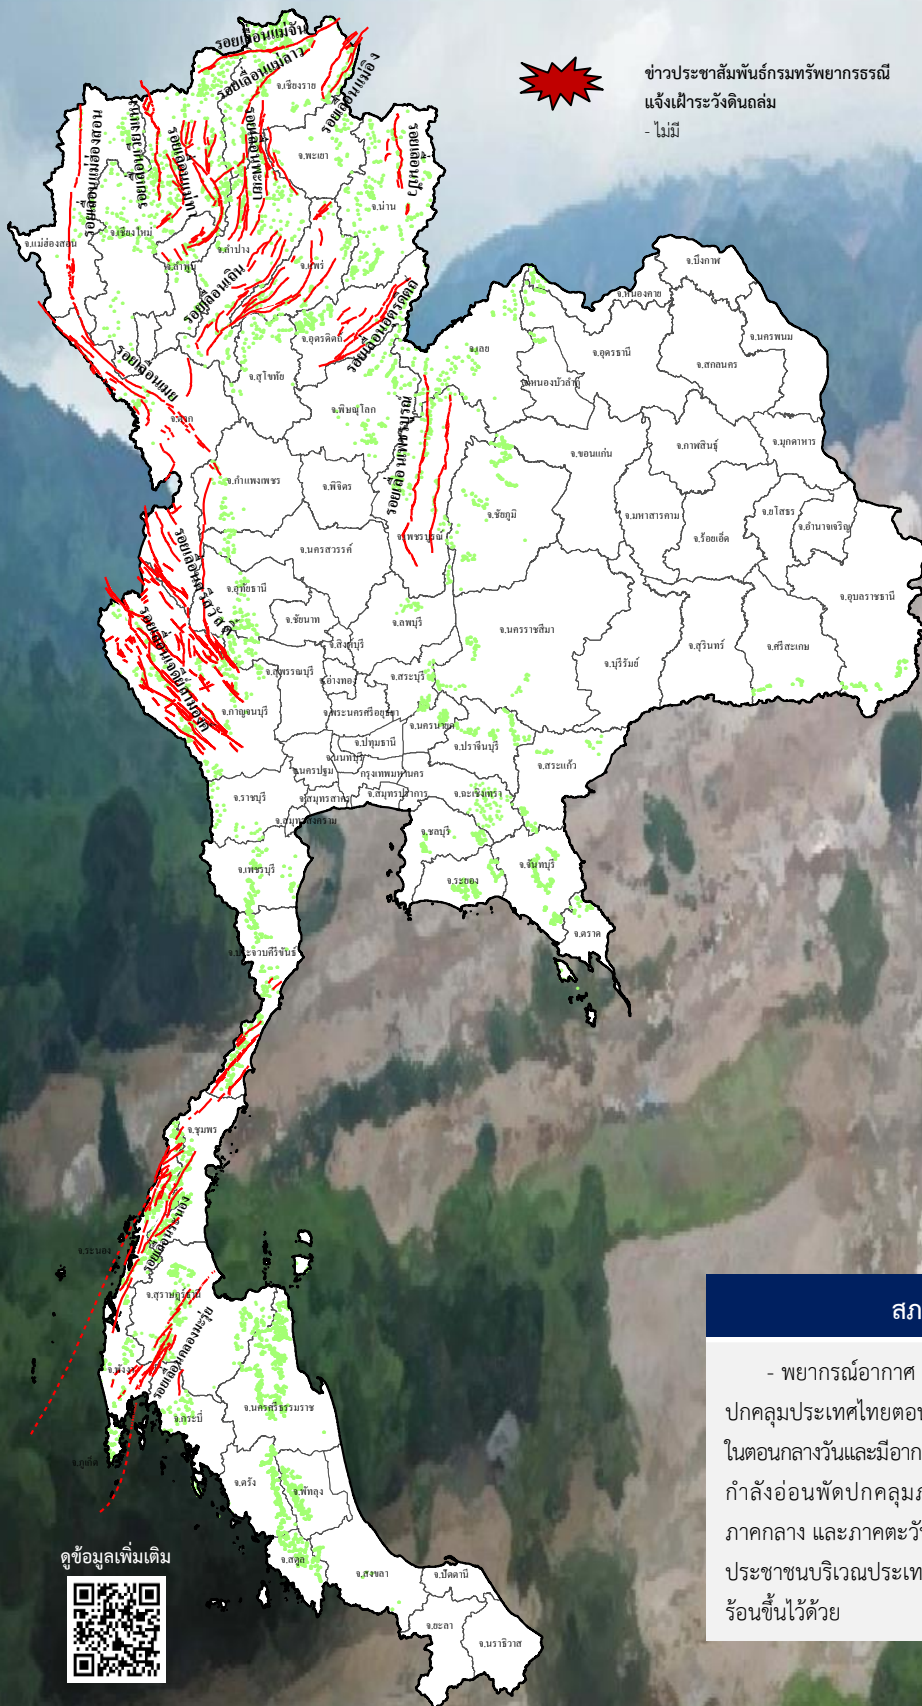 รอยเลื่อนแม่จัน
รอยเลื่อนแม่ลาว
รอยเลื่อนแม่อิง
จ.เชียงราย
ข่าวประชาสัมพันธ์กรมทรัพยากรธรณี
แจ้งเฝ้าระวังดินถล่ม
- ไม่มี
รอยเลื่อนแม่ฮ่องสอน
รอยเลื่อนแม่ทา
รอยเลื่อนพะเยา
จ.พะเยา
รอยเลื่อนปัว
จ.น่าน
จ.แม่ฮ่องสอน
จ.เชียงใหม่
จ.ลำพูน
จ.ลำปาง
จ.แพร่
รอยเลื่อนเถิน
รอยเลื่อนอุตรดิตถ์
จ.อุตรดิตถ์
จ.บึงกาฬ
จ.หนองคาย
จ.นครพนม
จ.เลย
จ.อุดรธานี
จ.สกลนคร
จ.หนองบัวลำภู
รอยเลื่อนเมย
จ.สุโขทัย
จ.ตาก
จ.พิษณุโลก
รอยเลื่อนเพชรบูรณ์
จ.ขอนแก่น
จ.กาฬสินธุ์
จ.มุกดาหาร
จ.กำแพงเพชร
จ.พิจิตร
จ.เพชรบูรณ์
จ.ชัยภูมิ
จ.มหาสารคาม
จ.ร้อยเอ็ด
จ.ยโสธร
จ.อำนาจเจริญ
จ.นครสวรรค์
รอยเลื่อนศรีสวัสดิ์
จ.อุทัยธานี
จ.ชัยนาท
จ.ลพบุรี
จ.นครราชสีมา
จ.บุรีรัมย์
จ.สุรินทร์
จ.ศรีสะเกษ
จ.อุบลราชธานี
รอยเลื่อนเจดีย์สามองค์
จ.สิงห์บุรี
จ.สุพรรณบุรี
จ.อ่างทอง
จ.สระบุรี
จ.กาญจนบุรี
จ.พระนครศรีอยุธยา
จ.นครนายก
จ.ปทุมธานี
จ.ปราจีนบุรี
จ.นนทบุรี
จ.สระแก้ว
จ.นครปฐม
กรุงเทพมหานคร
จ.ราชบุรี
จ.สมุทรสาคร
จ.สมุทรปราการ
จ.ฉะเชิงเทรา
จ.สมุทรสงคราม
จ.ชลบุรี
จ.เพชรบุรี
จ.ระยอง
จ.จันทบุรี
จ.ตราด
จ.ประจวบคีรีขันธ์
จ.ชุมพร
รอยเลื่อนระนอง
จ.ระนอง
จ.สุราษฎร์ธานี
รอยเลื่อนคลองมะรุ่ย
จ.พังงา
จ.กระบี่
จ.นครศรีธรรมราช
จ.ภูเก็ต
จ.ตรัง
จ.พัทลุง
จ.สตูล
จ.สงขลา
จ.ปัตตานี
จ.ยะลา
จ.นราธิวาส
ดูข้อมูลเพิ่มเติม
สภ
- พยากรณ์อากาศ
ปกคลุมประเทศไทยตอน
ในตอนกลางวันและมีอาก
กำลังอ่อนพัดปกคลุมภ
ภาคกลาง และภาคตะวั
ประชาชนบริเวณประเท
ร้อนขึ้นไว้ด้วย